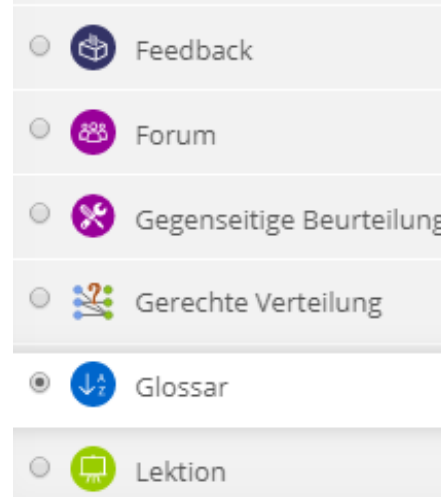 Feedback
Forum
Gegenseitige Beurteilung
Gerechte Verteilung
A
Z
Glossar
Lektion